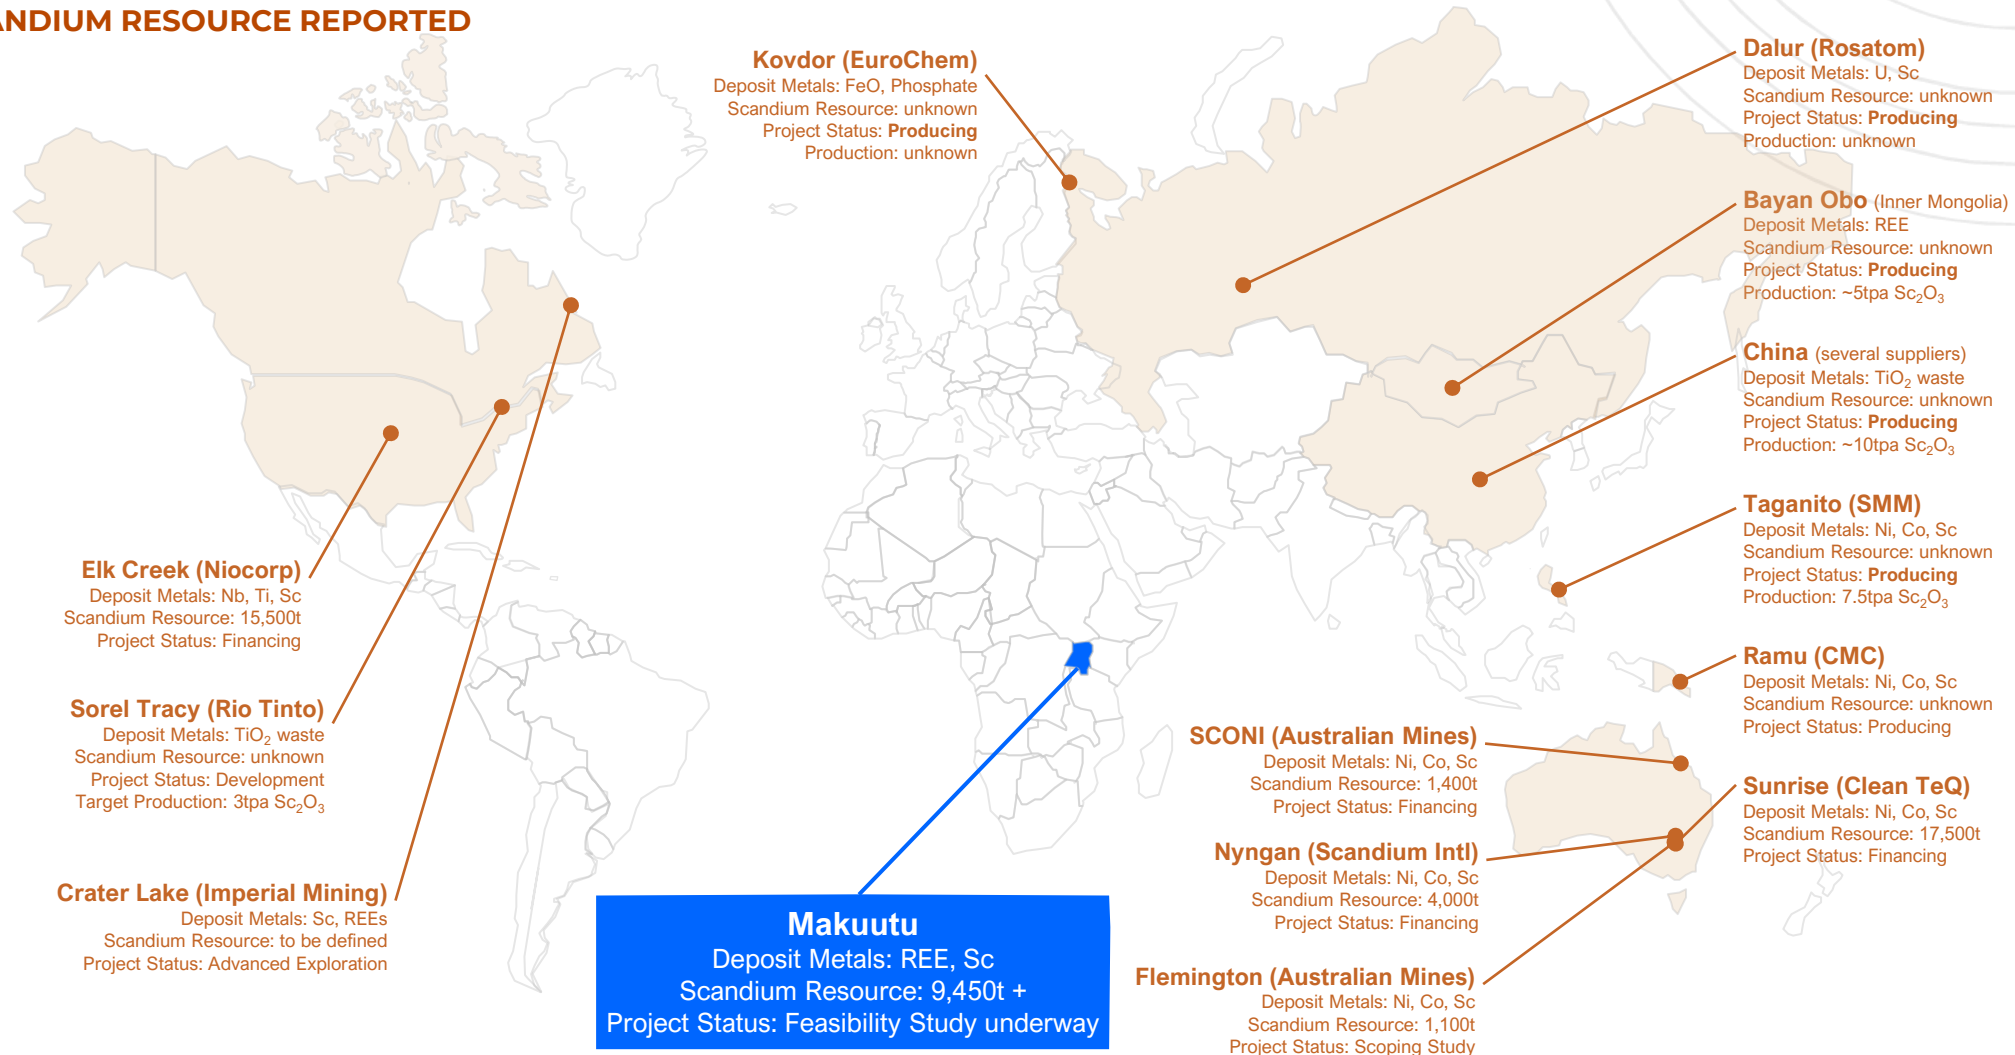 ANDIUM RESOURCE REPORTED
Kovdor (EuroChem)
Deposit Metals: FeO, Phosphate
Scandium Resource: unknown
Project Status: Producing
Production: unknown
Dalur (Rosatom)
Deposit Metals: U, Sc
Scandium Resource: unknown
Project Status: Producing
Production: unknown
Bayan Obo (Inner Mongolia)
Deposit Metals: REE
Scandium Resource: unknown
Project Status: Producing
Production: ~5tpa Sc₂O₃
China (several suppliers)
Deposit Metals: TiO₂ waste
Scandium Resource: unknown
Project Status: Producing
Production: ~10tpa Sc₂O₃
Taganito (SMM)
Deposit Metals: Ni, Co, Sc
Scandium Resource: unknown
Project Status: Producing
Production: 7.5tpa Sc₂O₃
Ramu (CMC)
Deposit Metals: Ni, Co, Sc
Scandium Resource: unknown
Project Status: Producing
Sunrise (Clean TeQ)
Deposit Metals: Ni, Co, Sc
Scandium Resource: 17,500t
Project Status: Financing
Elk Creek (Niocorp)
Deposit Metals: Nb, Ti, Sc
Scandium Resource: 15,500t
Project Status: Financing
Sorel Tracy (Rio Tinto)
Deposit Metals: TiO₂ waste
Scandium Resource: unknown
Project Status: Development
Target Production: 3tpa Sc₂O₃
Crater Lake (Imperial Mining)
Deposit Metals: Sc, REEs
Scandium Resource: to be defined
Project Status: Advanced Exploration
Makuutu
Deposit Metals: REE, Sc
Scandium Resource: 9,450t +
Project Status: Feasibility Study underway
SCONI (Australian Mines)
Deposit Metals: Ni, Co, Sc
Scandium Resource: 1,400t
Project Status: Financing
Nyngan (Scandium Intl)
Deposit Metals: Ni, Co, Sc
Scandium Resource: 4,000t
Project Status: Financing
Flemington (Australian Mines)
Deposit Metals: Ni, Co, Sc
Scandium Resource: 1,100t
Project Status: Scoping Study